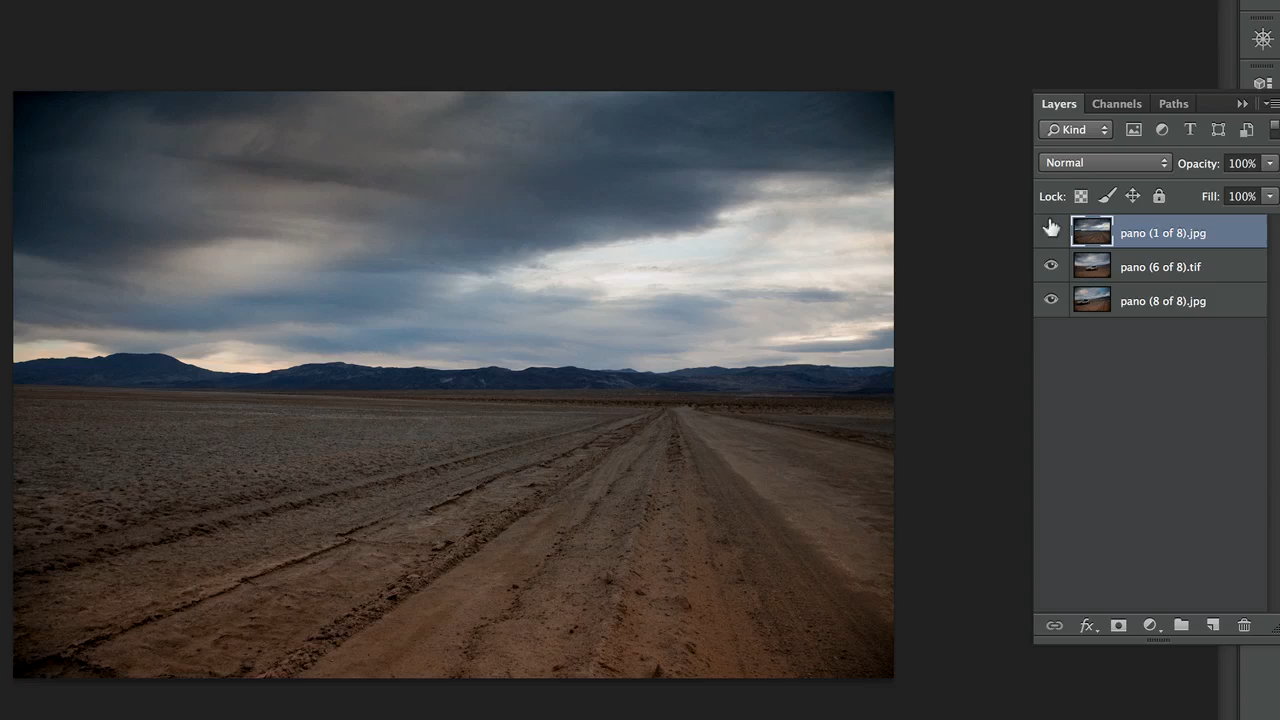 Layers Channels Paths
Kind T
Normal Opacity: 100%
Lock: Fill: 100%
pano (1 of 8).jpg
pano (6 of 8).tif
pano (8 of 8).jpg
fx